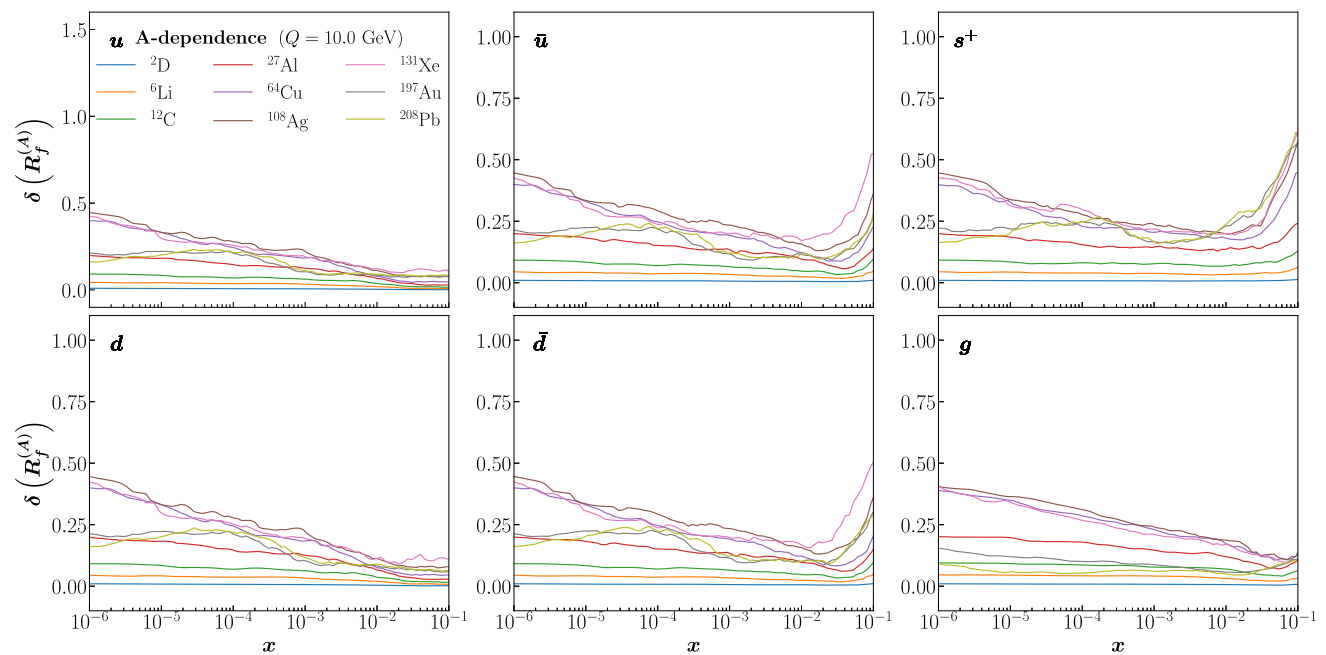 u A-dependence (Q = 10.0 GeV)
²D ²⁷Al ¹³¹Xe
⁶Li ⁶⁴Cu ¹⁹⁷Au
¹²C ¹⁰⁸Ag ²⁰⁸Pb
δ (R_f^(A))
1.5
1.0
0.5
0.0
ū
1.00
0.75
0.50
0.25
0.00
s⁺
1.00
0.75
0.50
0.25
0.00
d
δ (R_f^(A))
1.00
0.75
0.50
0.25
0.00
10⁻⁶ 10⁻⁵ 10⁻⁴ 10⁻³ 10⁻² 10⁻¹
x
d̄
1.00
0.75
0.50
0.25
0.00
10⁻⁶ 10⁻⁵ 10⁻⁴ 10⁻³ 10⁻² 10⁻¹
x
g
1.00
0.75
0.50
0.25
0.00
10⁻⁶ 10⁻⁵ 10⁻⁴ 10⁻³ 10⁻² 10⁻¹
x